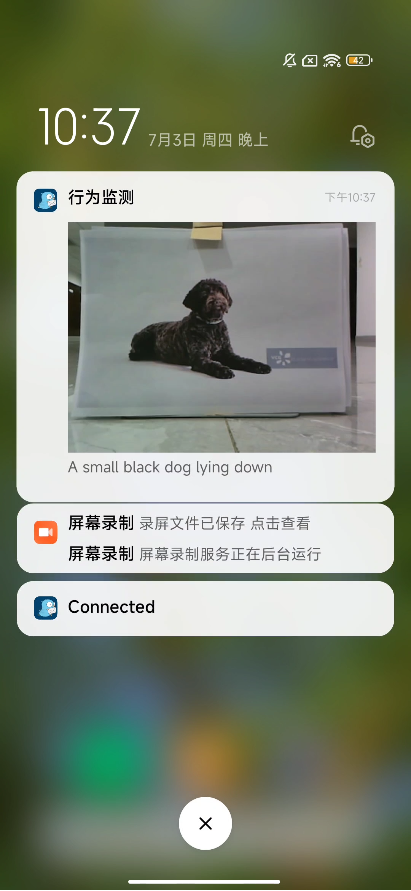 42
10:37 7月3日 周四 晚上
行为监测 下午10:37
A small black dog lying down
屏幕录制 录屏文件已保存 点击查看
屏幕录制 屏幕录制服务正在后台运行
Connected